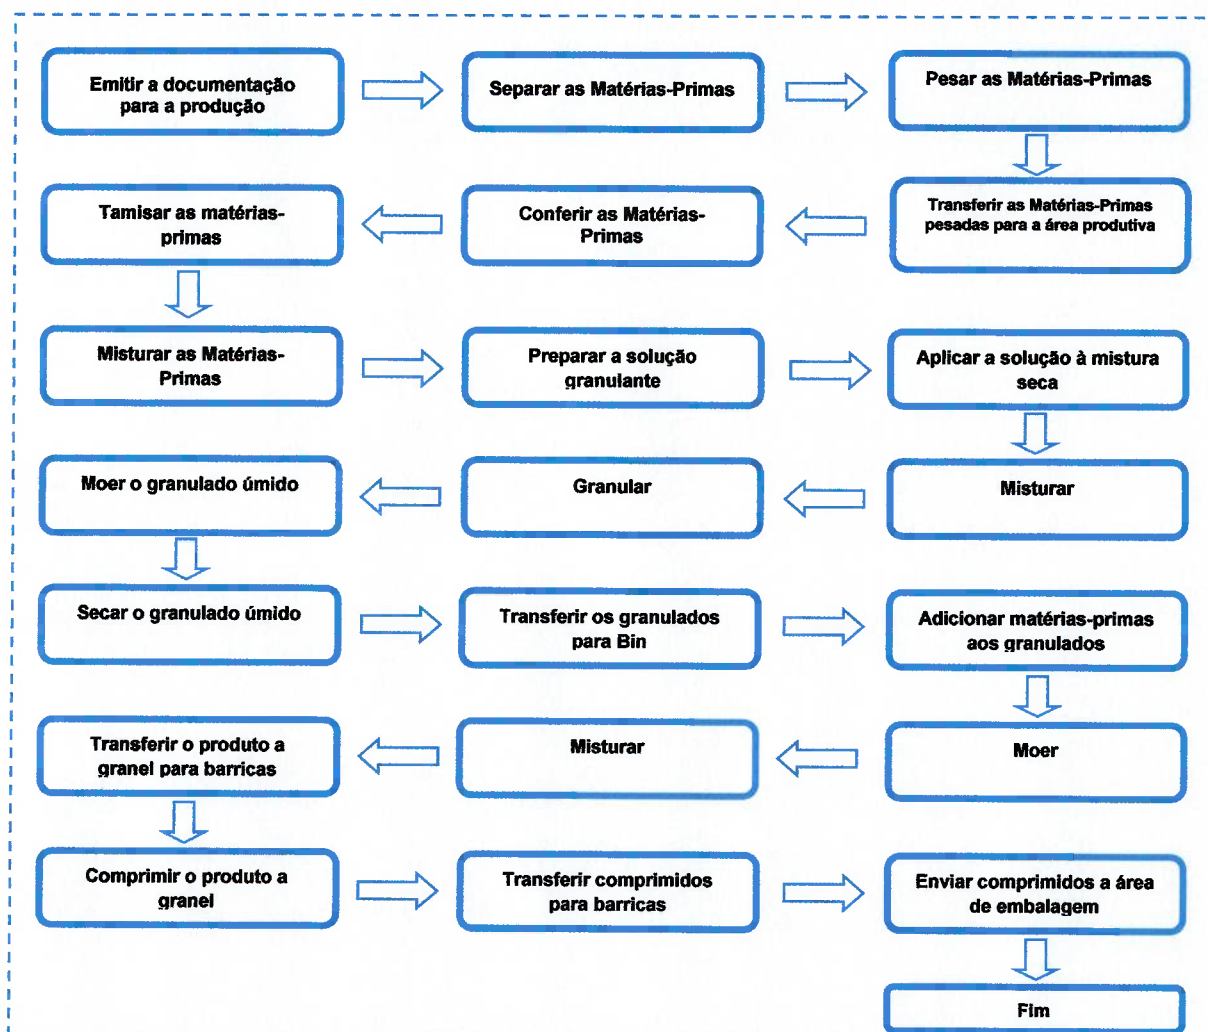 Emitir a documentação
para a produção
Separar as Matérias-Primas
Pesar as Matérias-Primas
Tamisar as matérias-
primas
Conferir as Matérias-
Primas
Transferir as Matérias-Primas
pesadas para a área produtiva
Misturar as Matérias-
Primas
Preparar a solução
granulante
Aplicar a solução à mistura
seca
Moer o granulado úmido
Granular
Misturar
Secar o granulado úmido
Transferir os granulados
para Bin
Adicionar matérias-primas
aos granulados
Transferir o produto a
granel para barricas
Misturar
Moer
Comprimir o produto a
granel
Transferir comprimidos
para barricas
Enviar comprimidos a área
de embalagem
Fim